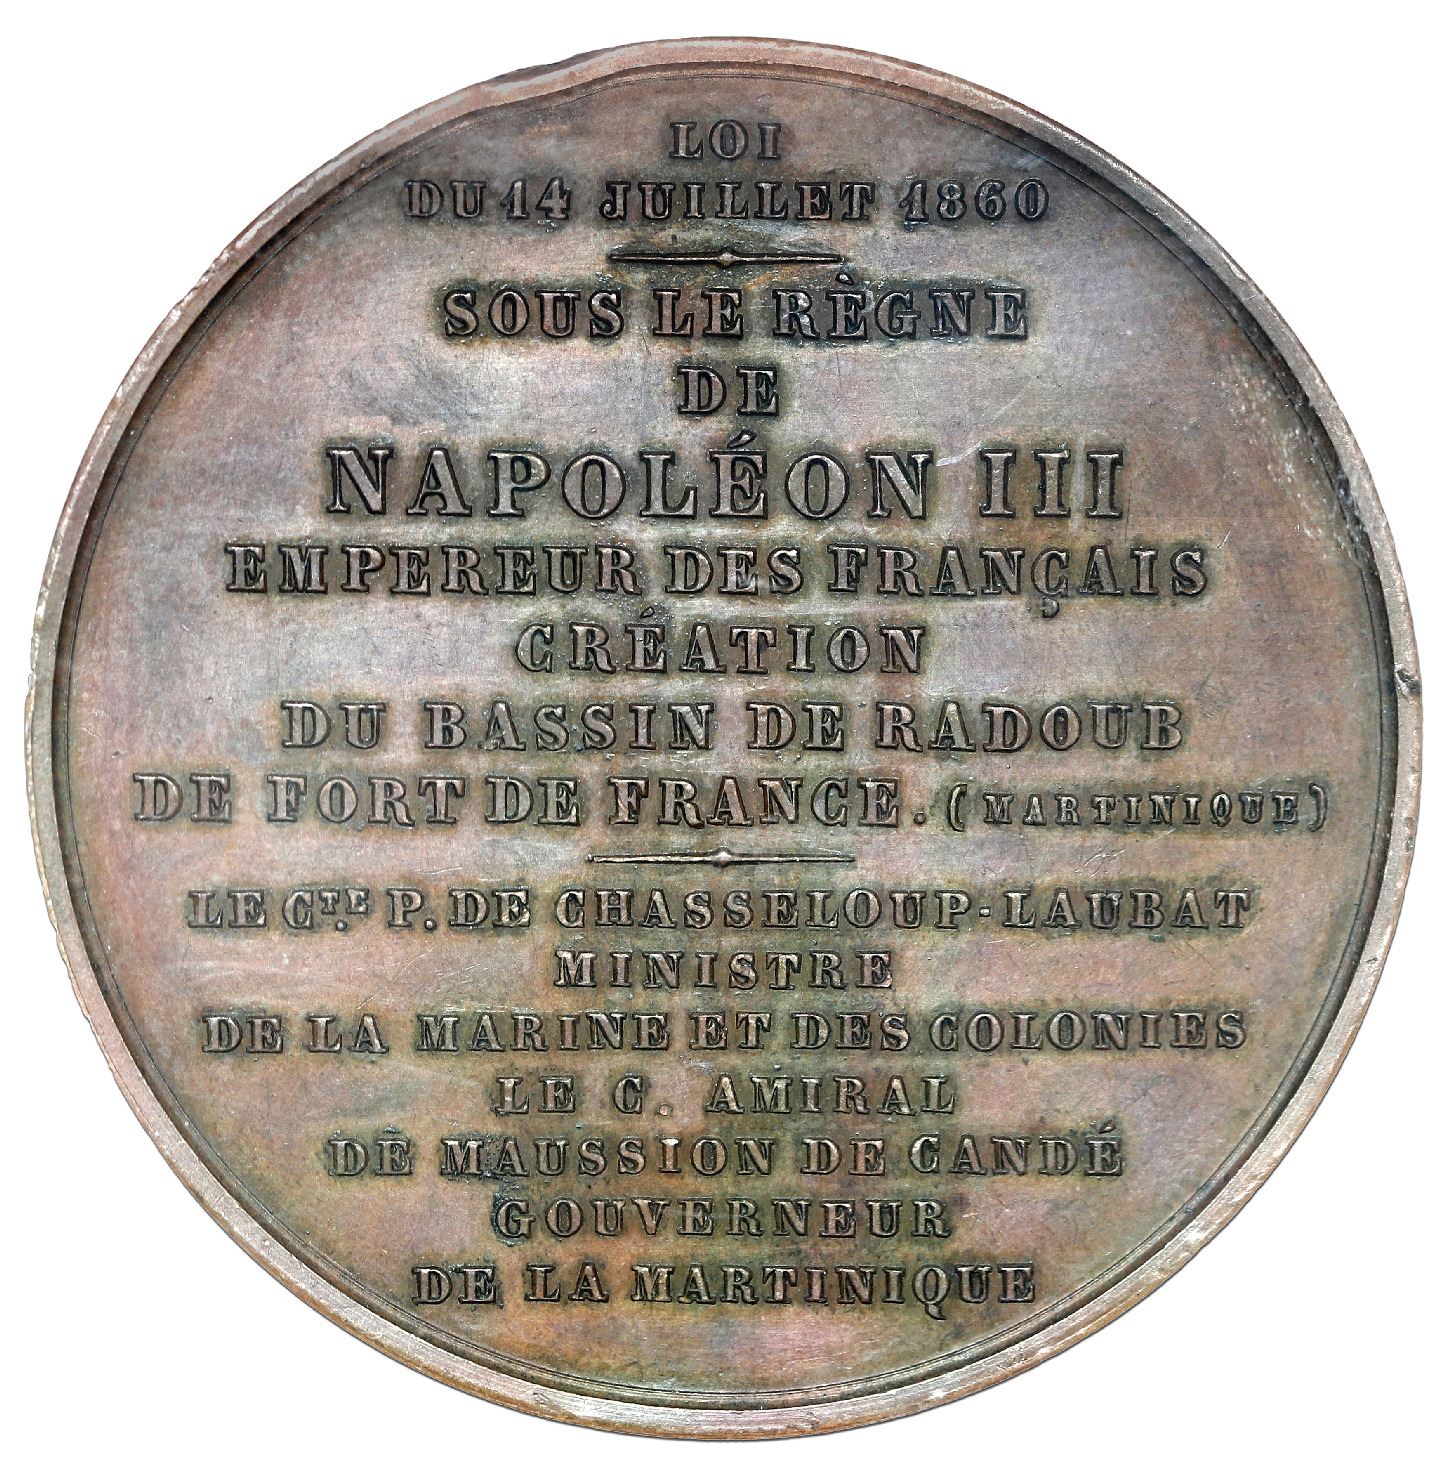 LOI
DU 14 JUILLET 1860
SOUS LE RÈGNE
DE
NAPOLÉON III
EMPEREUR DES FRANÇAIS
CRÉATION
DU BASSIN DE RADOUB
DE FORT DE FRANCE. (MARTINIQUE)
LE CTE. P. DE CHASSELOUP-LAUBAT
MINISTRE
DE LA MARINE ET DES COLONIES
LE C. AMIRAL
DE MAUSSION DE CANDÉ
GOUVERNEUR
DE LA MARTINIQUE